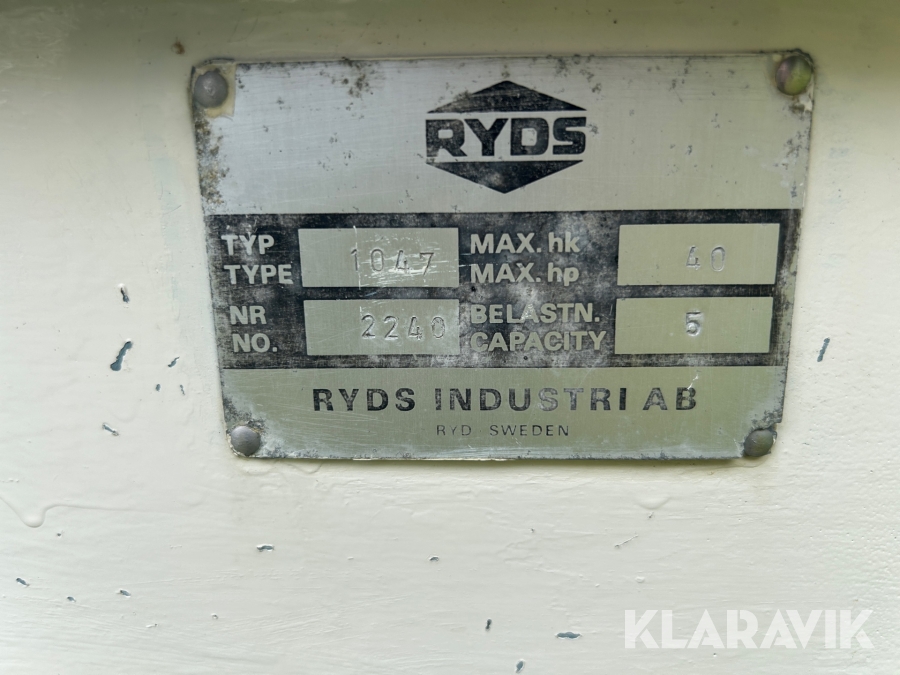 RYDS
TYP 1047 MAX. hk 40
TYPE MAX. hp
NR 2240 BELASTN. 5
NO. CAPACITY
RYDS INDUSTRI AB
RYD SWEDEN
KLARAVIK